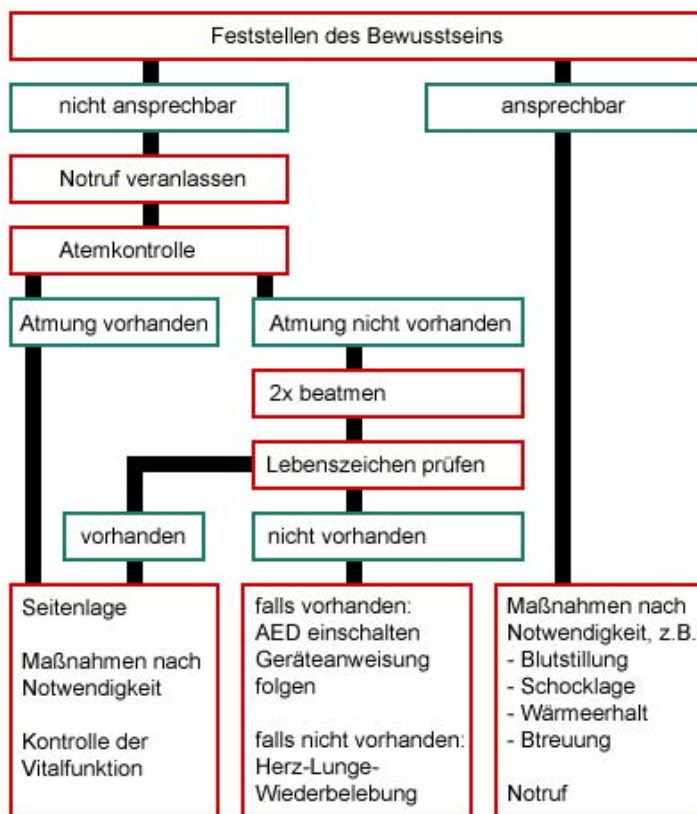 Feststellen des Bewusstseins
nicht ansprechbar
ansprechbar
Notruf veranlassen
Atemkontrolle
Atmung vorhanden
Atmung nicht vorhanden
2x beatmen
Lebenszeichen prüfen
vorhanden
nicht vorhanden
Seitenlage
Maßnahmen nach
Notwendigkeit
Kontrolle der
Vitalfunktion
falls vorhanden:
AED einschalten
Geräteanweisung
folgen
falls nicht vorhanden:
Herz-Lunge-
Wiederbelebung
Maßnahmen nach
Notwendigkeit, z.B.
- Blutstillung
- Schocklage
- Wärmeerhalt
- Btreuung
Notruf